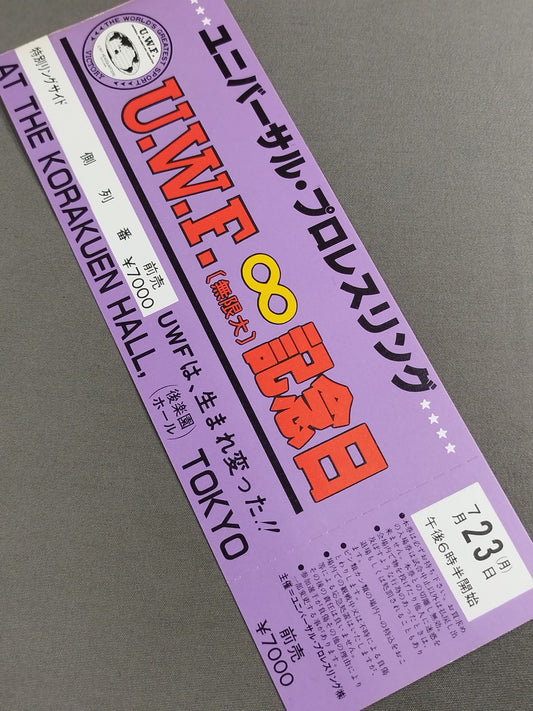 ユニバーサル・プロレスリング
THE WORLD'S GREATEST SPORT
U.W.F.
VICTORY
U.W.F. ∞ 記念日
〔無限大〕
UWFは、生まれ変った!!
(後楽園ホール)
AT THE KORAKUEN HALL, TOKYO
特別リングサイド
側 列 番
前売
¥7000
7月23日(月)
午後6時半開始
主催=ユニバーサル・プロレスリング㈱
前売
¥7000